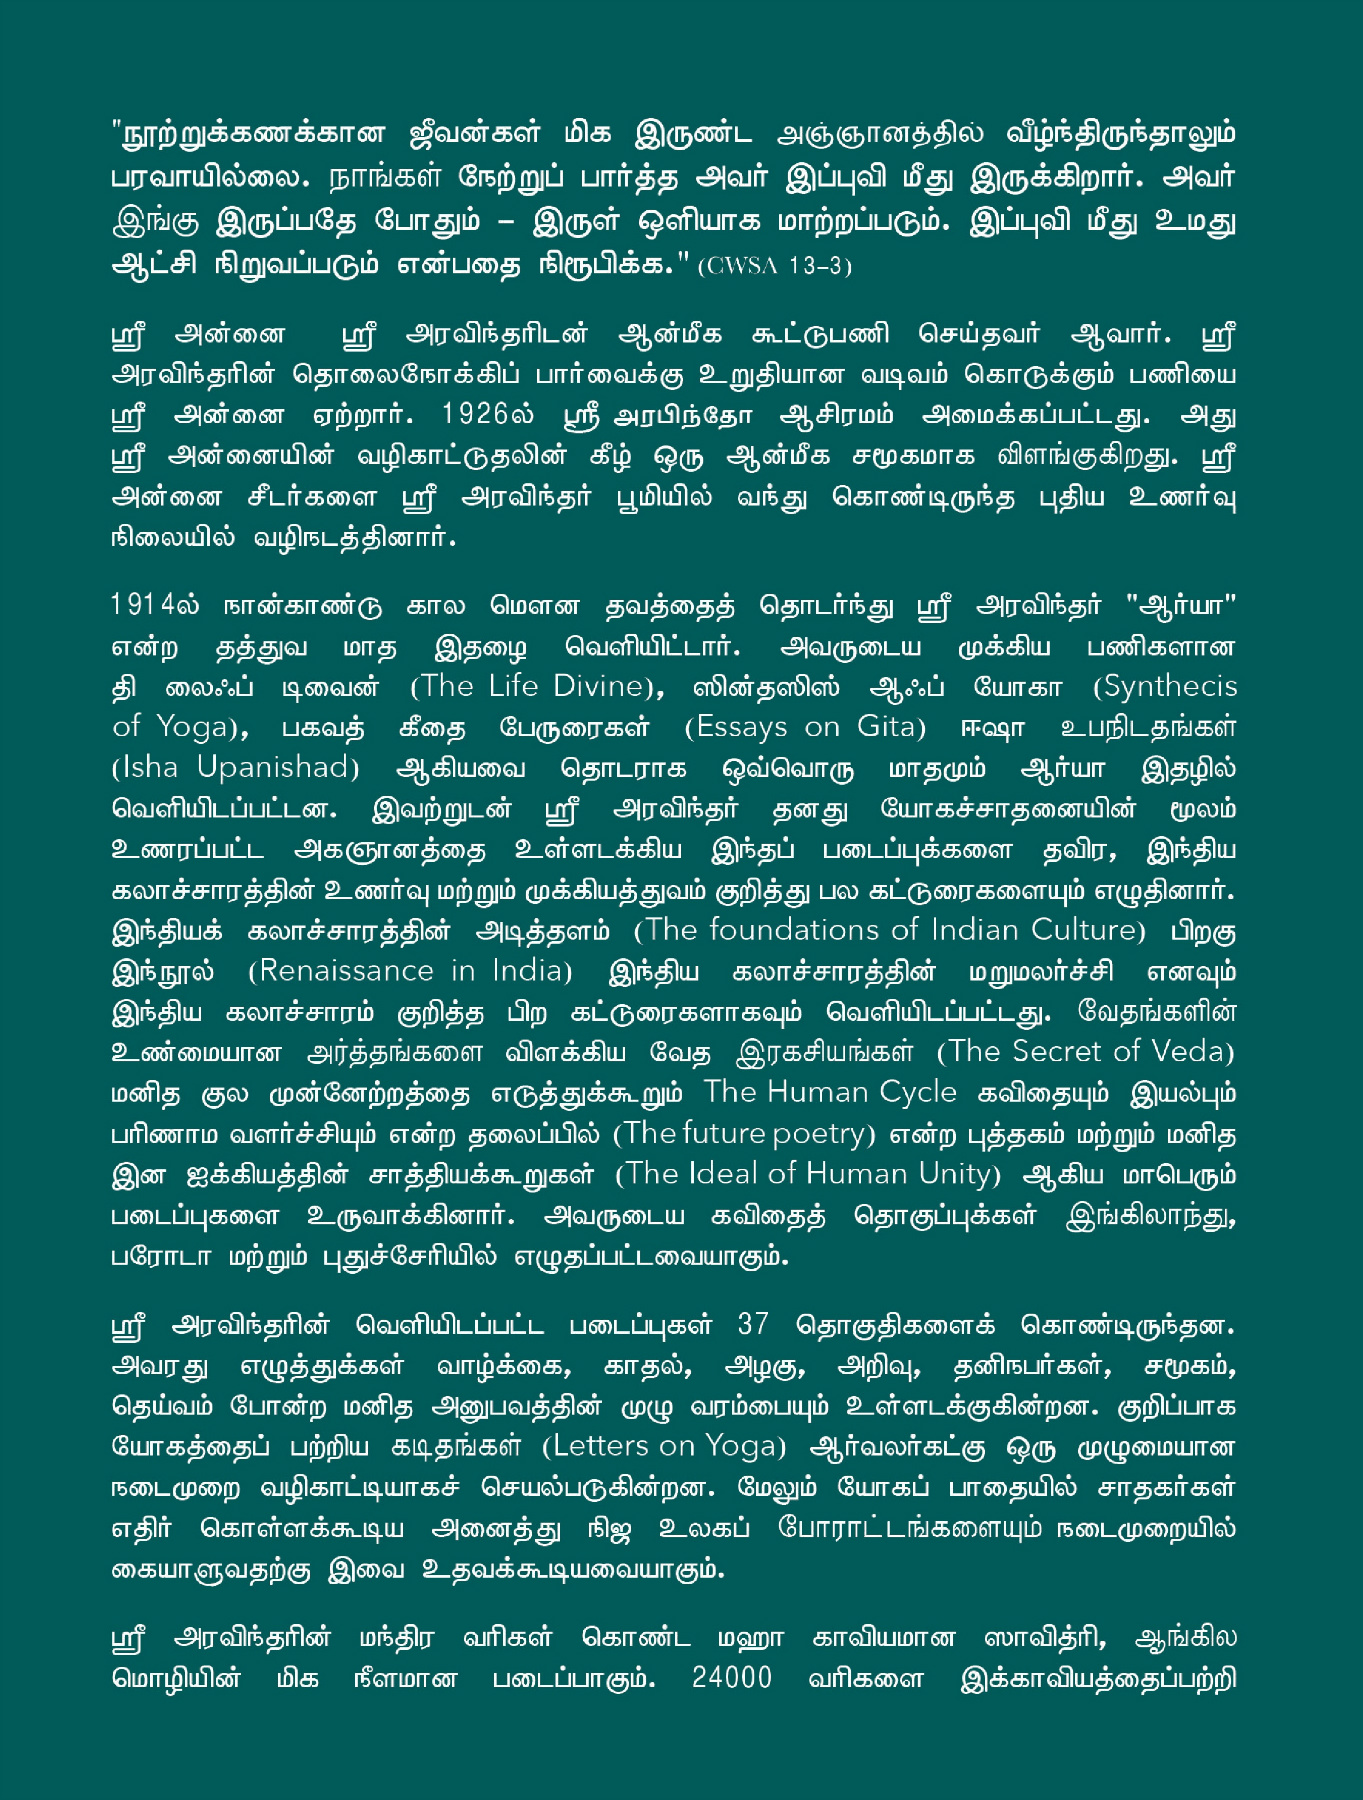 "நூற்றுக்கணக்கான ஜீவன்கள் மிக இருண்ட அஞ்ஞானத்தில் வீழ்ந்திருந்தாலும்
பரவாயில்லை. நாங்கள் நேற்றுப் பார்த்த அவர் இப்புவி மீது இருக்கிறார். அவர்
இங்கு இருப்பதே போதும் – இருள் ஒளியாக மாற்றப்படும். இப்புவி மீது உமது
ஆட்சி நிறுவப்படும் என்பதை நிரூபிக்க." (CWSA 13-3)
ஸ்ரீ அன்னை ஸ்ரீ அரவிந்தரிடன் ஆன்மீக கூட்டுபணி செய்தவர் ஆவார். ஸ்ரீ
அரவிந்தரின் தொலைநோக்கிப் பார்வைக்கு உறுதியான வடிவம் கொடுக்கும் பணியை
ஸ்ரீ அன்னை ஏற்றார். 1926ல் ஸ்ரீ அரபிந்தோ ஆசிரமம் அமைக்கப்பட்டது. அது
ஸ்ரீ அன்னையின் வழிகாட்டுதலின் கீழ் ஒரு ஆன்மீக சமூகமாக விளங்குகிறது. ஸ்ரீ
அன்னை சீடர்களை ஸ்ரீ அரவிந்தர் பூமியில் வந்து கொண்டிருந்த புதிய உணர்வு
நிலையில் வழிநடத்தினார்.
1914ல் நான்காண்டு கால மௌன தவத்தைத் தொடர்ந்து ஸ்ரீ அரவிந்தர் "ஆர்யா"
என்ற தத்துவ மாத இதழை வெளியிட்டார். அவருடைய முக்கிய பணிகளான
தி லைஃப் டிவைன் (The Life Divine), ஸின்தஸிஸ் ஆஃப் யோகா (Synthecis
of Yoga), பகவத் கீதை பேருரைகள் (Essays on Gita) ஈஷா உபநிடதங்கள்
(Isha Upanishad) ஆகியவை தொடராக ஒவ்வொரு மாதமும் ஆர்யா இதழில்
வெளியிடப்பட்டன. இவற்றுடன் ஸ்ரீ அரவிந்தர் தனது யோகச்சாதனையின் மூலம்
உணரப்பட்ட அகஞானத்தை உள்ளடக்கிய இந்தப் படைப்புக்களை தவிர, இந்திய
கலாச்சாரத்தின் உணர்வு மற்றும் முக்கியத்துவம் குறித்து பல கட்டுரைகளையும் எழுதினார்.
இந்தியக் கலாச்சாரத்தின் அடித்தளம் (The foundations of Indian Culture) பிறகு
இந்நூல் (Renaissance in India) இந்திய கலாச்சாரத்தின் மறுமலர்ச்சி எனவும்
இந்திய கலாச்சாரம் குறித்த பிற கட்டுரைகளாகவும் வெளியிடப்பட்டது. வேதங்களின்
உண்மையான அர்த்தங்களை விளக்கிய வேத இரகசியங்கள் (The Secret of Veda)
மனித குல முன்னேற்றத்தை எடுத்துக்கூறும் The Human Cycle கவிதையும் இயல்பும்
பரிணாம வளர்ச்சியும் என்ற தலைப்பில் (The future poetry) என்ற புத்தகம் மற்றும் மனித
இன ஐக்கியத்தின் சாத்தியக்கூறுகள் (The Ideal of Human Unity) ஆகிய மாபெரும்
படைப்புகளை உருவாக்கினார். அவருடைய கவிதைத் தொகுப்புக்கள் இங்கிலாந்து,
பரோடா மற்றும் புதுச்சேரியில் எழுதப்பட்டவையாகும்.
ஸ்ரீ அரவிந்தரின் வெளியிடப்பட்ட படைப்புகள் 37 தொகுதிகளைக் கொண்டிருந்தன.
அவரது எழுத்துக்கள் வாழ்க்கை, காதல், அழகு, அறிவு, தனிநபர்கள், சமூகம்,
தெய்வம் போன்ற மனித அனுபவத்தின் முழு வரம்பையும் உள்ளடக்குகின்றன. குறிப்பாக
யோகத்தைப் பற்றிய கடிதங்கள் (Letters on Yoga) ஆர்வலர்கட்கு ஒரு முழுமையான
நடைமுறை வழிகாட்டியாகச் செயல்படுகின்றன. மேலும் யோகப் பாதையில் சாதகர்கள்
எதிர் கொள்ளக்கூடிய அனைத்து நிஜ உலகப் போராட்டங்களையும் நடைமுறையில்
கையாளுவதற்கு இவை உதவக்கூடியவையாகும்.
ஸ்ரீ அரவிந்தரின் மந்திர வரிகள் கொண்ட மஹா காவியமான ஸாவித்ரி, ஆங்கில
மொழியின் மிக நீளமான படைப்பாகும். 24000 வரிகளை இக்காவியத்தைப்பற்றி